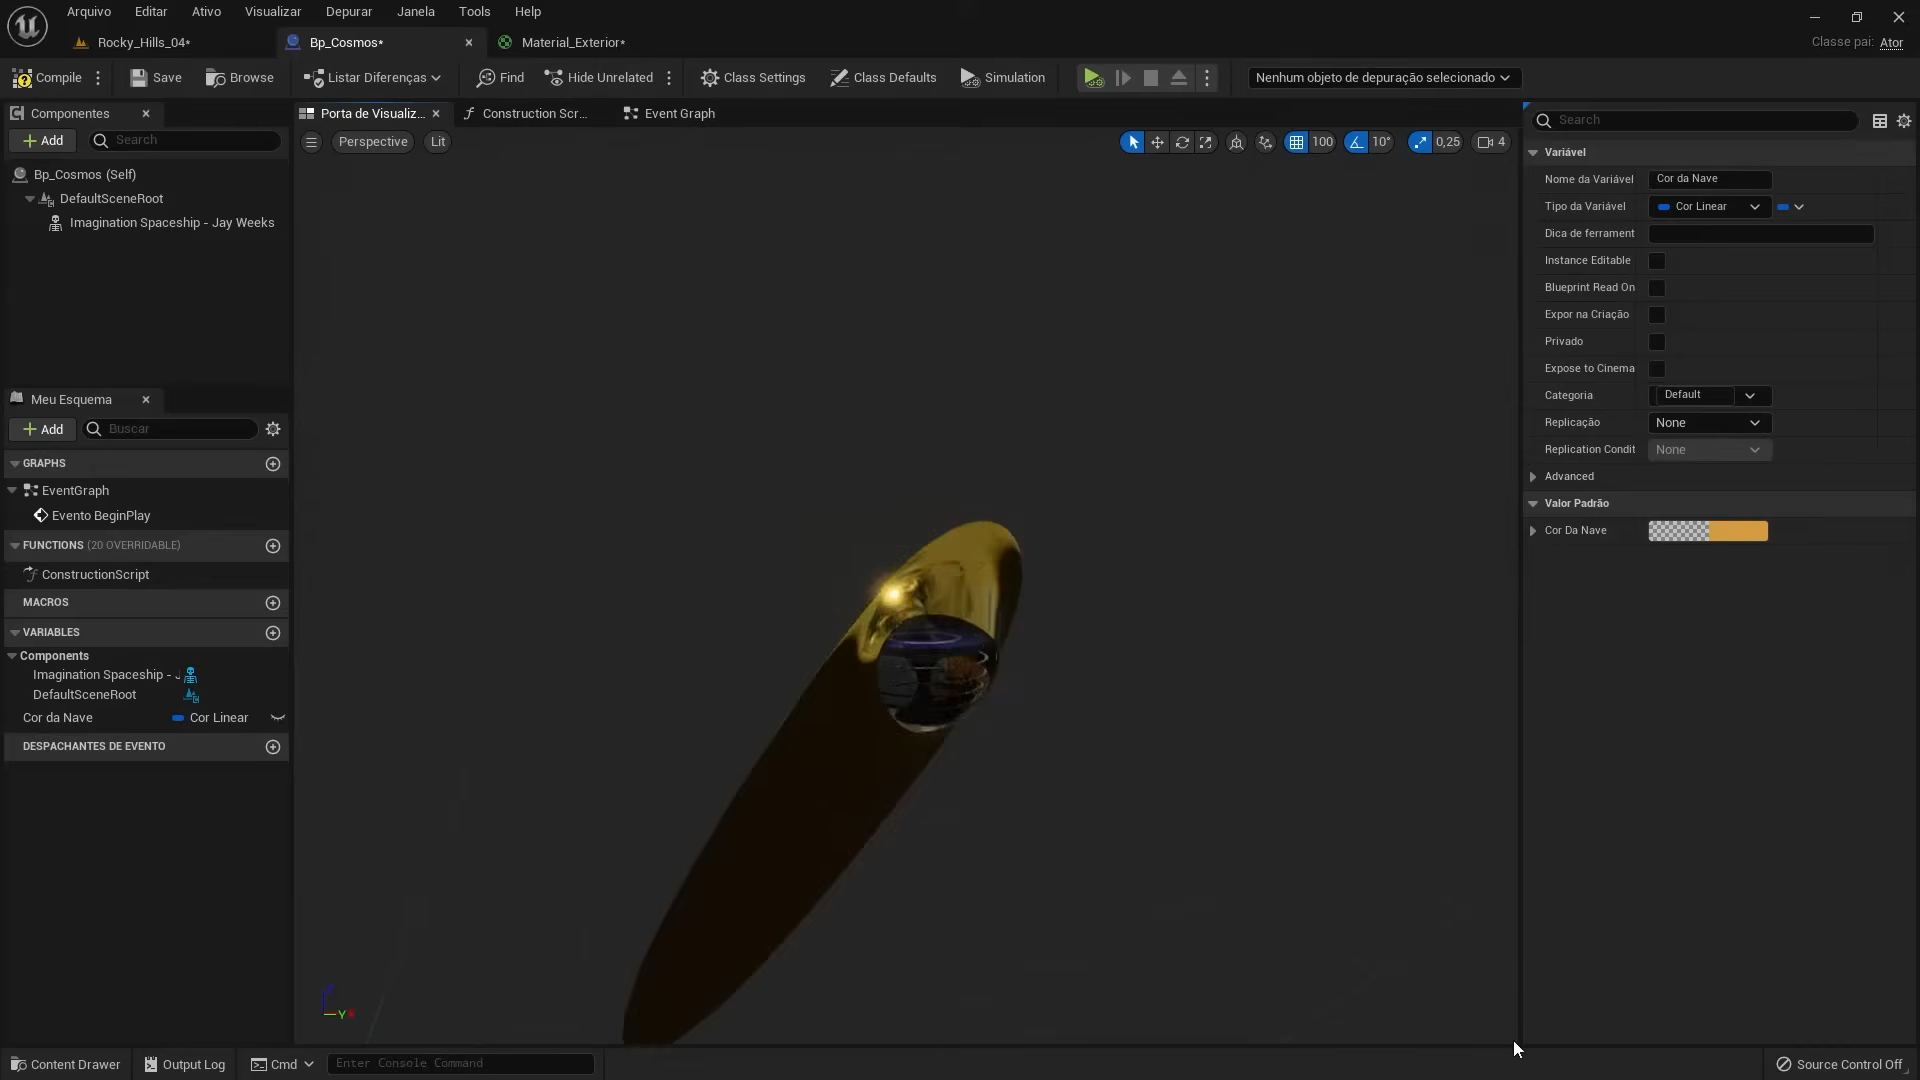 Arquivo Editar Ativo Visualizar Depurar Janela Tools Help
Rocky_Hills_04* Bp_Cosmos* Material_Exterior* Classe pai: Ator
Compile Save Browse Listar Diferenças Find Hide Unrelated Class Settings Class Defaults Simulation Nenhum objeto de depuração selecionado
Componentes
Add Search
Bp_Cosmos (Self)
DefaultSceneRoot
Imagination Spaceship - Jay Weeks
Meu Esquema
Add Buscar
GRAPHS
EventGraph
Evento BeginPlay
FUNCTIONS (20 OVERRIDABLE)
ConstructionScript
MACROS
VARIABLES
Components
Imagination Spaceship - J
DefaultSceneRoot
Cor da Nave Cor Linear
DESPACHANTES DE EVENTO
Porta de Visualiz... Construction Scr... Event Graph
Perspective Lit 100 10° 0,25 4
Z
Y
Search
Variável
Nome da Variável Cor da Nave
Tipo da Variável Cor Linear
Dica de ferrament
Instance Editable
Blueprint Read On
Expor na Criação
Privado
Expose to Cinema
Categoria Default
Replicação None
Replication Condit None
Advanced
Valor Padrão
Cor Da Nave
Content Drawer Output Log Cmd Enter Console Command Source Control Off